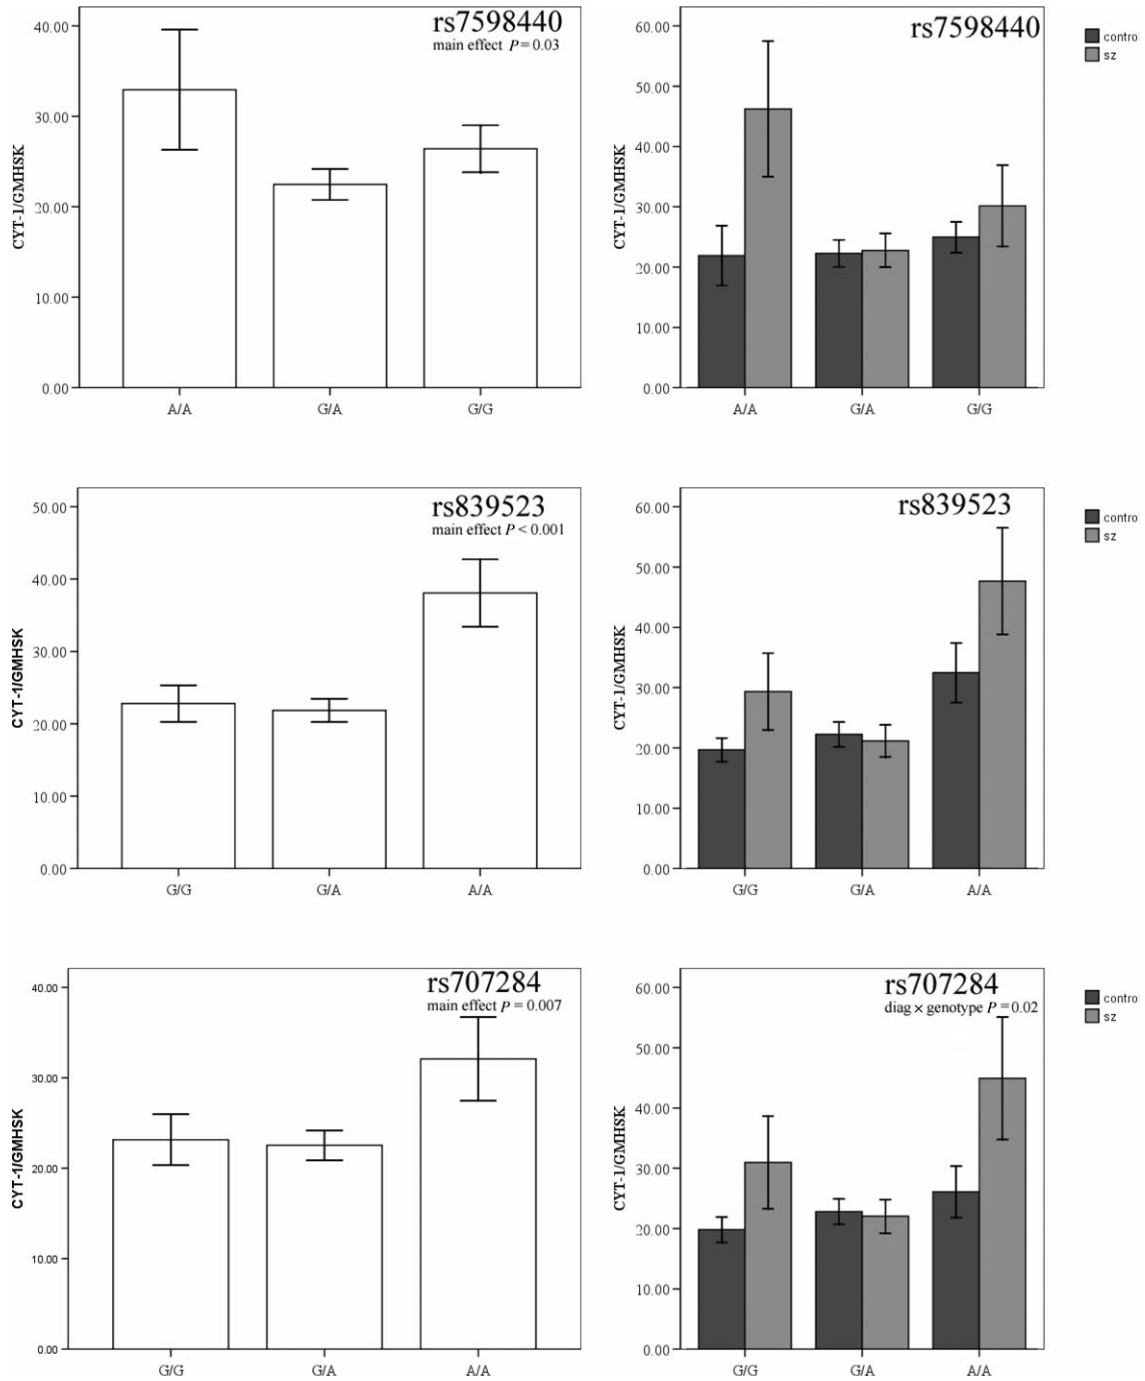 rs7598440
main effect P = 0.03
CYT-1/GMHSK
40.00
30.00
20.00
10.00
0.00
A/A G/A G/G
rs7598440
control
sz
CYT-1/GMHSK
60.00
50.00
40.00
30.00
20.00
10.00
0.00
A/A G/A G/G
rs839523
main effect P < 0.001
CYT-1/GMHSK
50.00
40.00
30.00
20.00
10.00
0.00
G/G G/A A/A
rs839523
control
sz
CYT-1/GMHSK
60.00
50.00
40.00
30.00
20.00
10.00
0.00
G/G G/A A/A
rs707284
main effect P = 0.007
CYT-1/GMHSK
40.00
30.00
20.00
10.00
0.00
G/G G/A A/A
rs707284
diag × genotype P = 0.02
control
sz
CYT-1/GMHSK
60.00
50.00
40.00
30.00
20.00
10.00
0.00
G/G G/A A/A